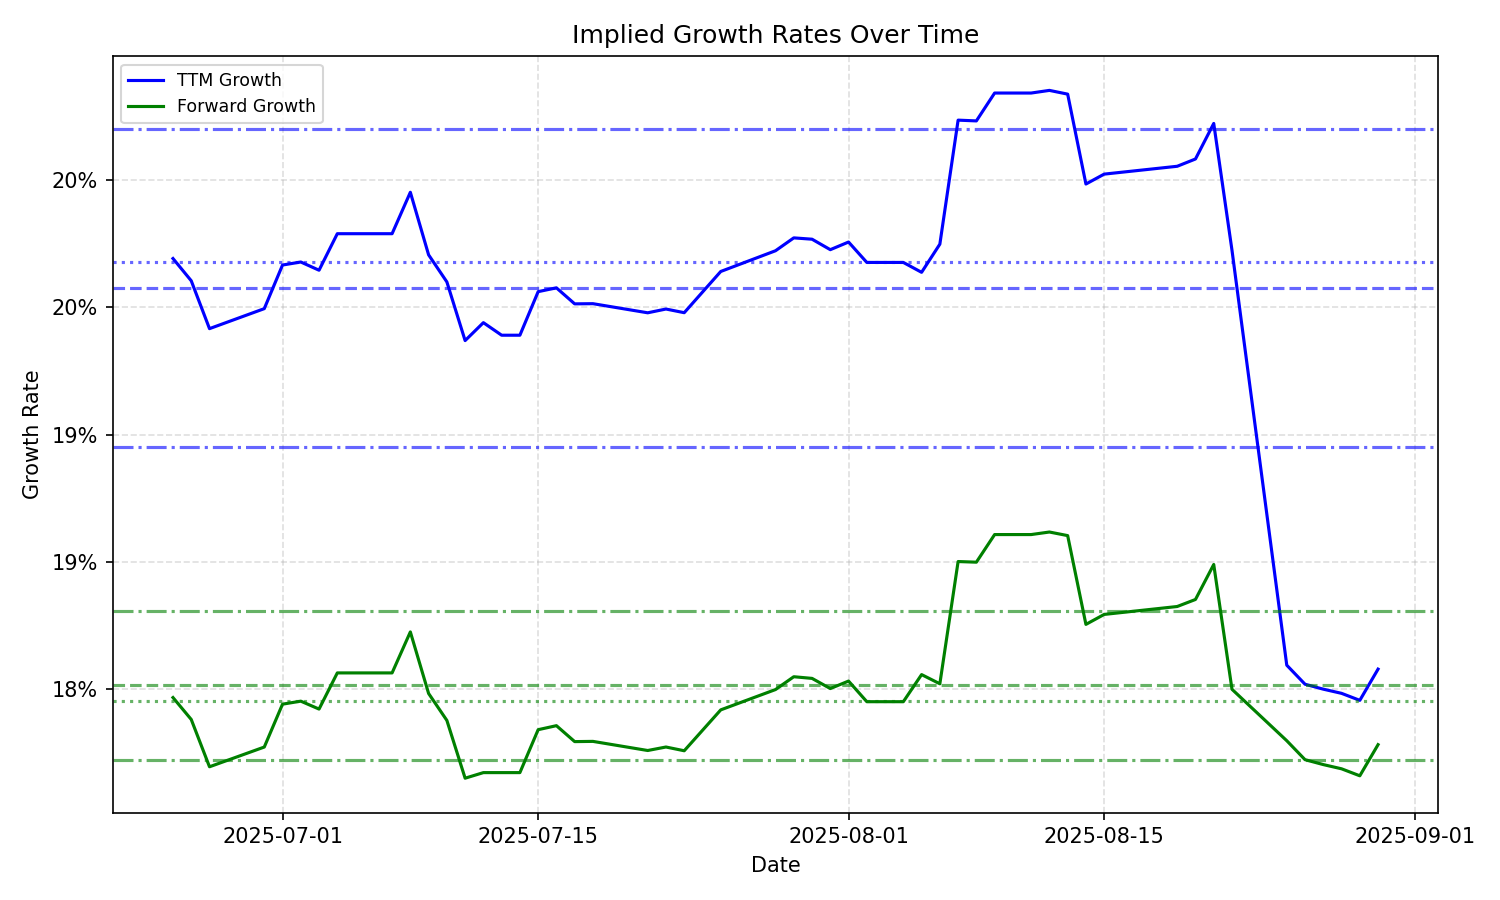 Implied Growth Rates Over Time
TTM Growth
Forward Growth
20%
20%
19%
19%
18%
Growth Rate
2025-07-01
2025-07-15
2025-08-01
2025-08-15
2025-09-01
Date